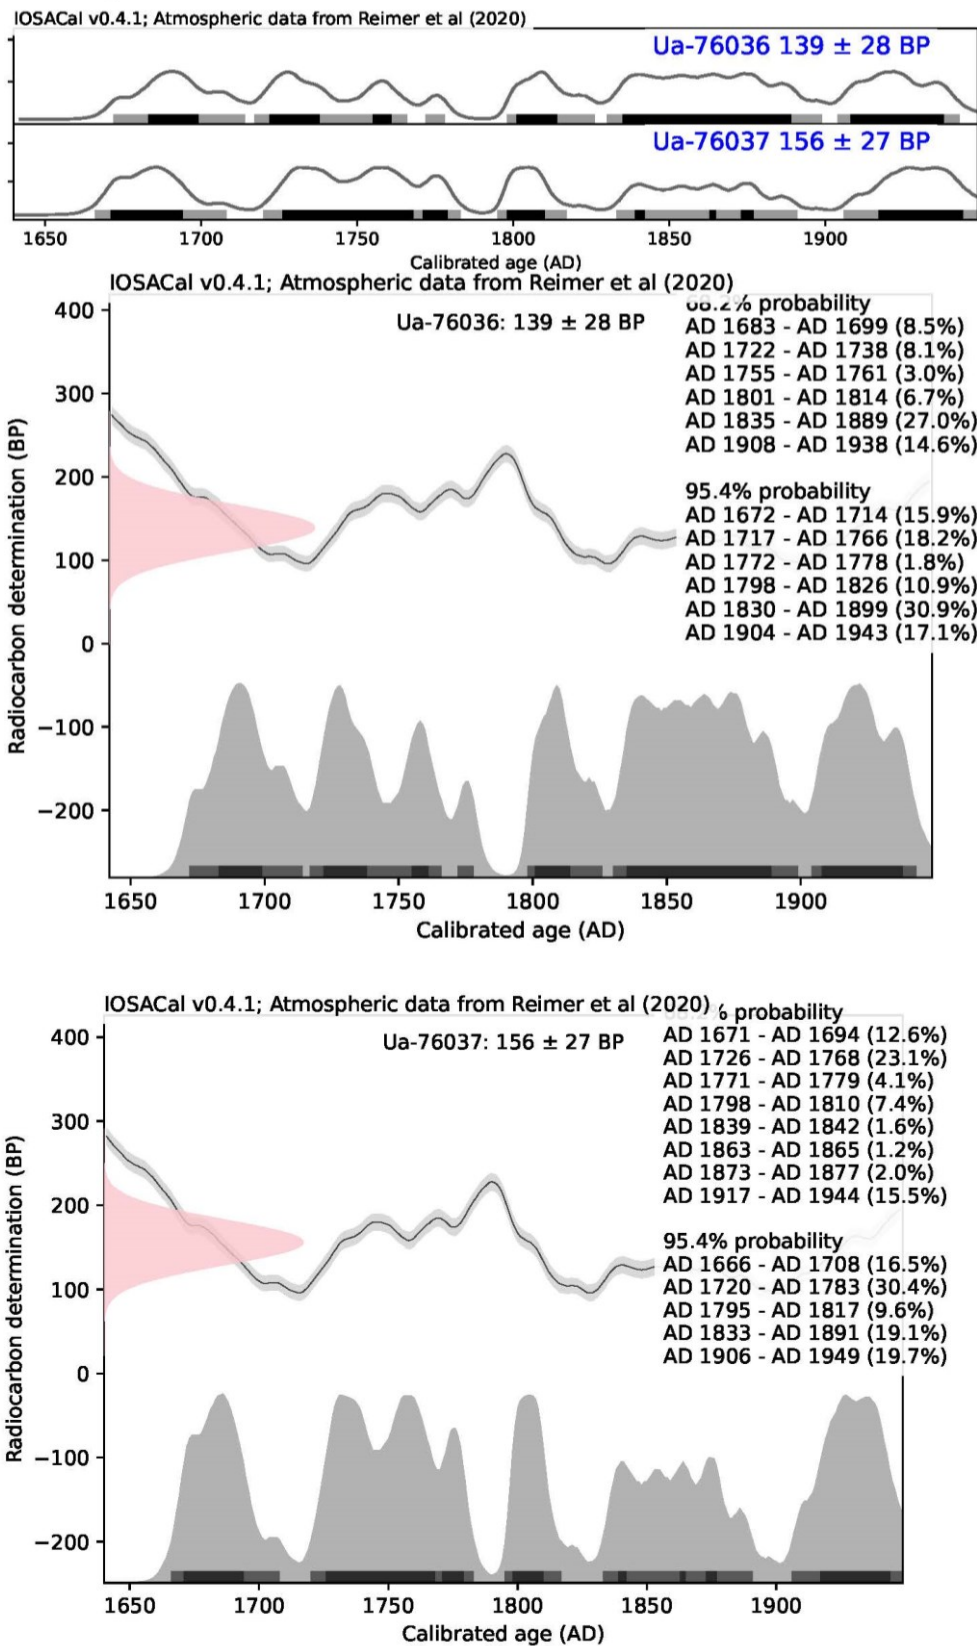 IOSACal v0.4.1; Atmospheric data from Reimer et al (2020)
Ua-76036 139 ± 28 BP
Ua-76037 156 ± 27 BP
1650 1700 1750 1800 1850 1900
Calibrated age (AD)
IOSACal v0.4.1; Atmospheric data from Reimer et al (2020)
Ua-76036: 139 ± 28 BP
68.2% probability
AD 1683 - AD 1699 (8.5%)
AD 1722 - AD 1738 (8.1%)
AD 1755 - AD 1761 (3.0%)
AD 1801 - AD 1814 (6.7%)
AD 1835 - AD 1889 (27.0%)
AD 1908 - AD 1938 (14.6%)
95.4% probability
AD 1672 - AD 1714 (15.9%)
AD 1717 - AD 1766 (18.2%)
AD 1772 - AD 1778 (1.8%)
AD 1798 - AD 1826 (10.9%)
AD 1830 - AD 1899 (30.9%)
AD 1904 - AD 1943 (17.1%)
Radiocarbon determination (BP)
400
300
200
100
0
−100
−200
1650 1700 1750 1800 1850 1900
Calibrated age (AD)
IOSACal v0.4.1; Atmospheric data from Reimer et al (2020)
Ua-76037: 156 ± 27 BP
68.2% probability
AD 1671 - AD 1694 (12.6%)
AD 1726 - AD 1768 (23.1%)
AD 1771 - AD 1779 (4.1%)
AD 1798 - AD 1810 (7.4%)
AD 1839 - AD 1842 (1.6%)
AD 1863 - AD 1865 (1.2%)
AD 1873 - AD 1877 (2.0%)
AD 1917 - AD 1944 (15.5%)
95.4% probability
AD 1666 - AD 1708 (16.5%)
AD 1720 - AD 1783 (30.4%)
AD 1795 - AD 1817 (9.6%)
AD 1833 - AD 1891 (19.1%)
AD 1906 - AD 1949 (19.7%)
Radiocarbon determination (BP)
400
300
200
100
0
−100
−200
1650 1700 1750 1800 1850 1900
Calibrated age (AD)